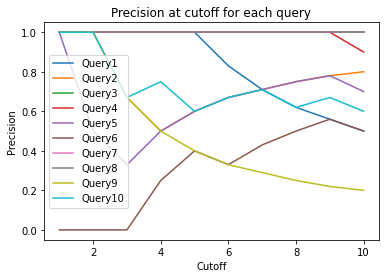 Precision at cutoff for each query
1.0
0.8
0.6
0.4
0.2
0.0
Precision
Query1
Query2
Query3
Query4
Query5
Query6
Query7
Query8
Query9
Query10
2 4 6 8 10
Cutoff